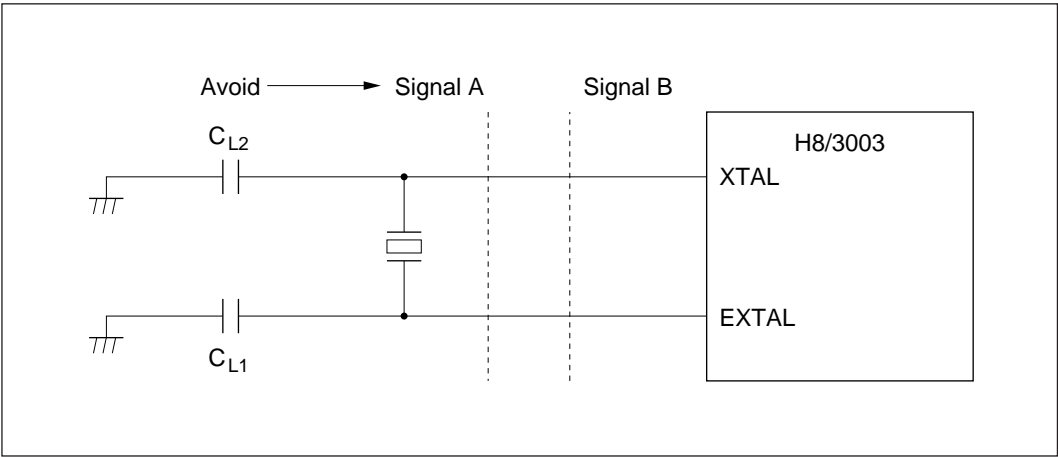 Avoid Signal A Signal B
H8/3003
CL2
XTAL
EXTAL
CL1